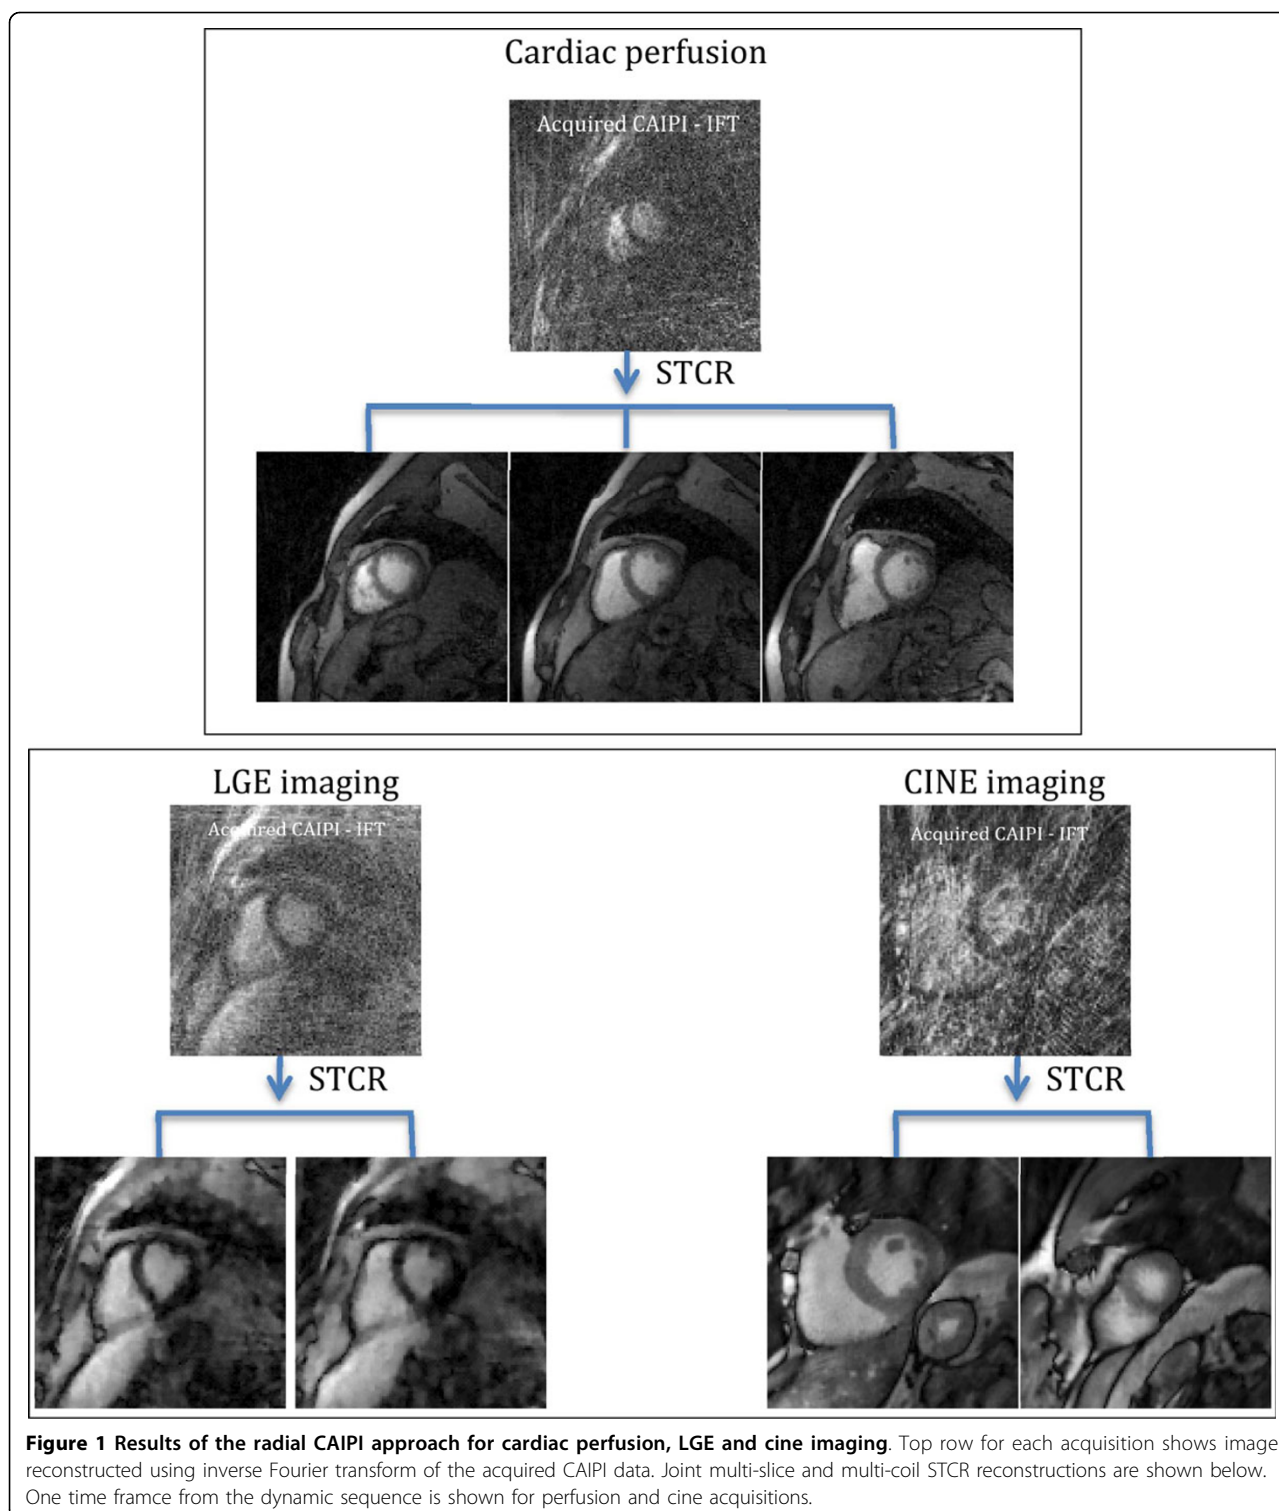 Cardiac perfusion
Acquired CAIPI - IFT
STCR
LGE imaging
Acquired CAIPI - IFT
STCR
CINE imaging
Acquired CAIPI - IFT
STCR
Figure 1 Results of the radial CAIPI approach for cardiac perfusion, LGE and cine imaging. Top row for each acquisition shows image
reconstructed using inverse Fourier transform of the acquired CAIPI data. Joint multi-slice and multi-coil STCR reconstructions are shown below.
One time framce from the dynamic sequence is shown for perfusion and cine acquisitions.